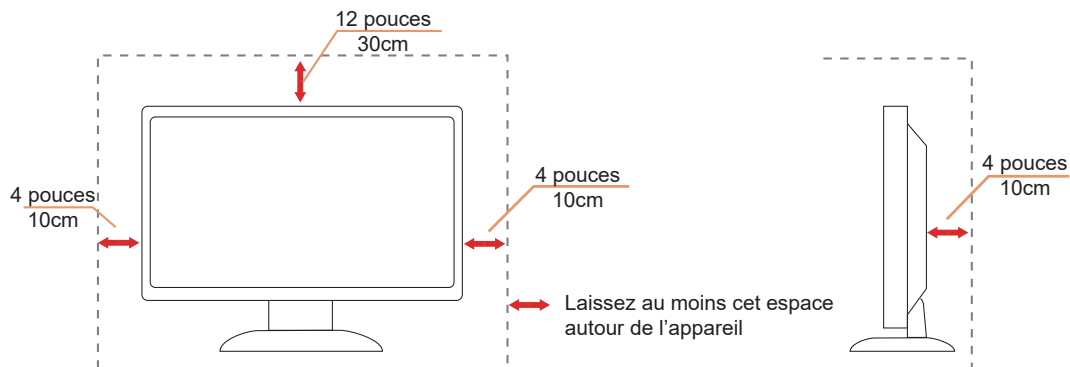 12 pouces
30cm
4 pouces
10cm
4 pouces
10cm
4 pouces
10cm
Laissez au moins cet espace
autour de l’appareil